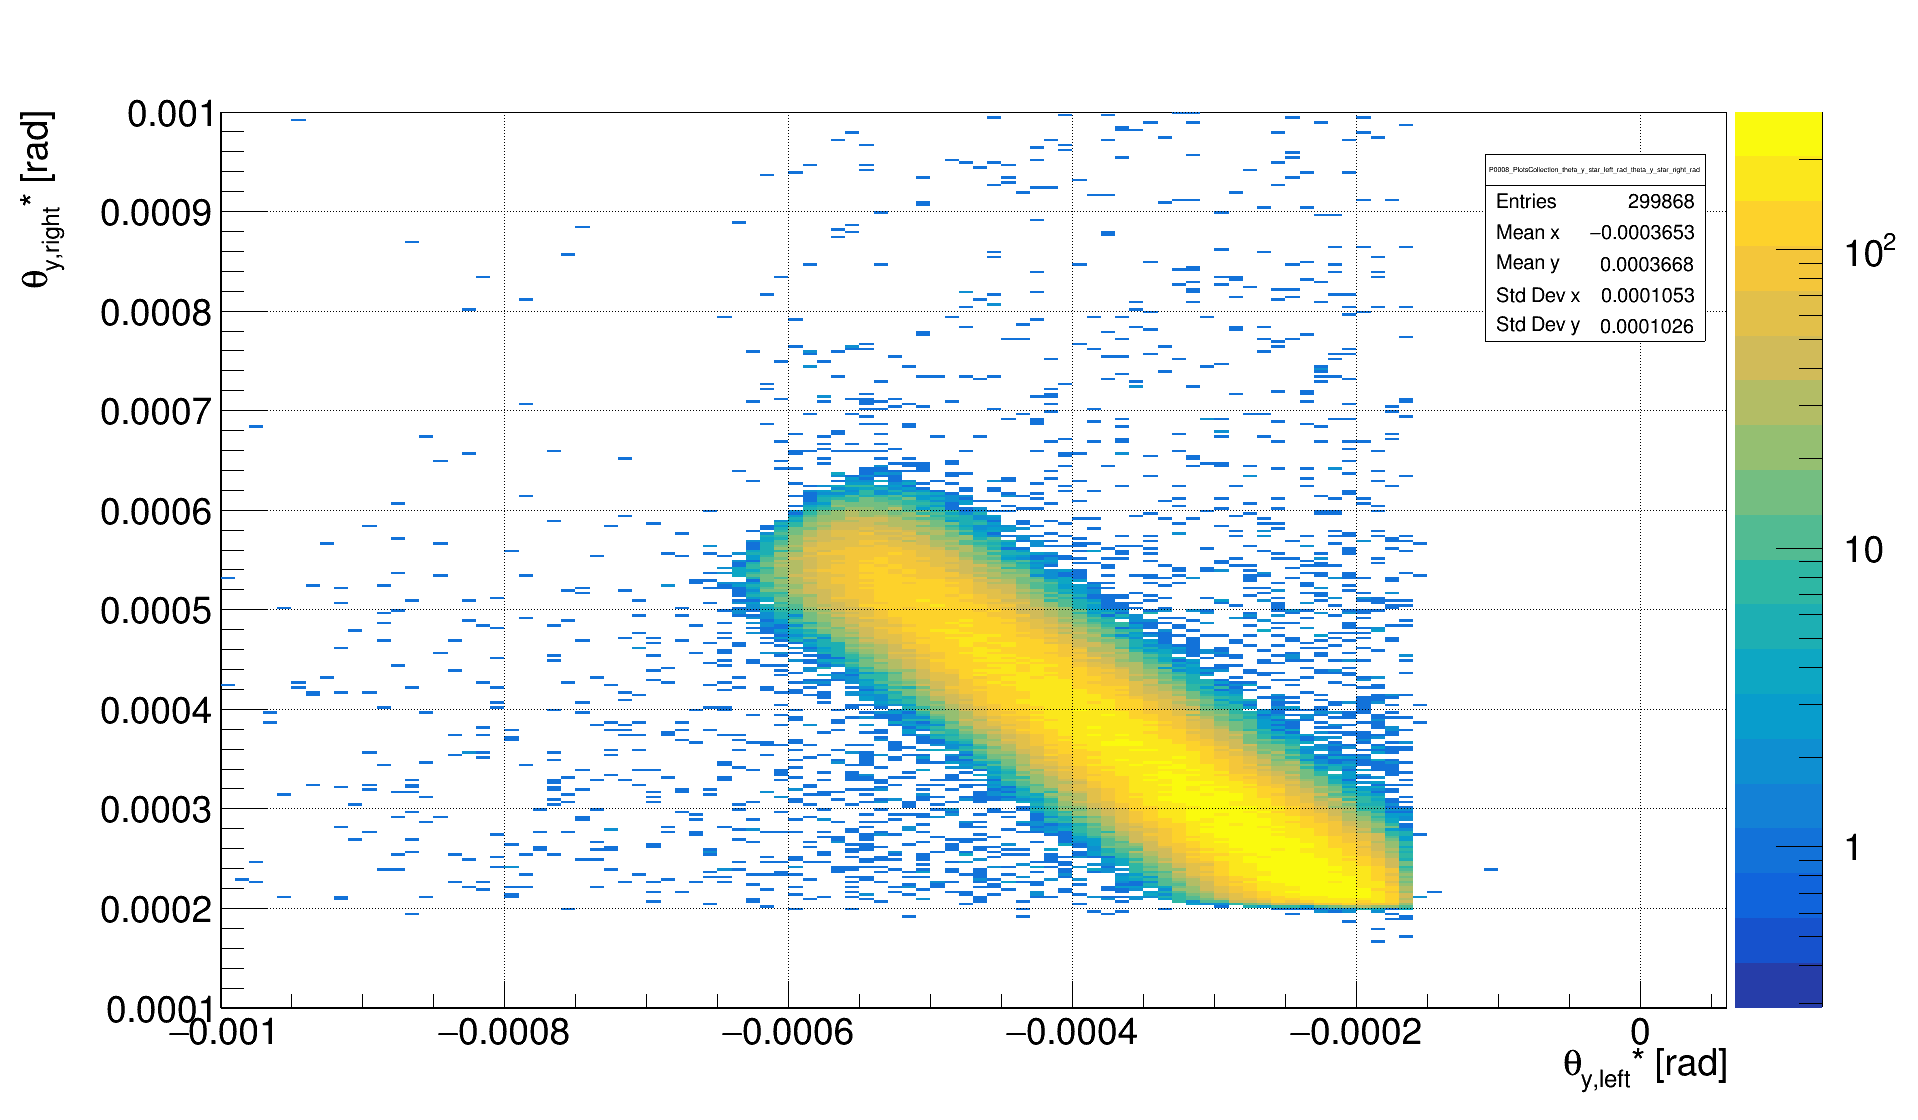 θy,right* [rad]
0.001
0.0009
0.0008
0.0007
0.0006
0.0005
0.0004
0.0003
0.0002
0.0001
−0.001
−0.0008
−0.0006
−0.0004
−0.0002
0
θy,left* [rad]
P0008_PlotsCollection_theta_y_star_left_rad_theta_y_star_right_rad
Entries 299868
Mean x −0.0003653
Mean y 0.0003668
Std Dev x 0.0001053
Std Dev y 0.0001026
10²
10
1